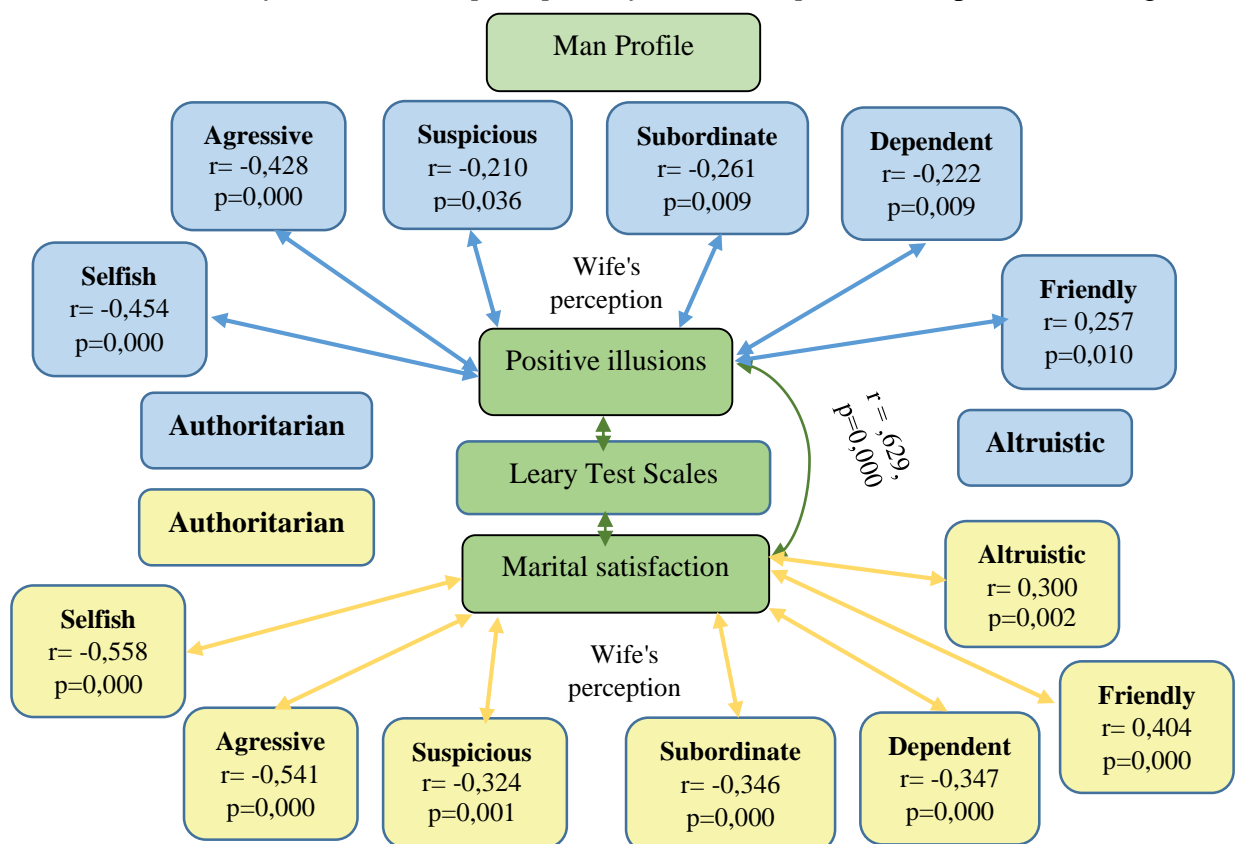 Man Profile
Agressive
r= -0,428
p=0,000
Suspicious
r= -0,210
p=0,036
Subordinate
r= -0,261
p=0,009
Dependent
r= -0,222
p=0,009
Selfish
r= -0,454
p=0,000
Wife's
perception
Friendly
r= 0,257
p=0,010
Positive illusions
r = ,629,
p=0,000
Authoritarian
Altruistic
Leary Test Scales
Authoritarian
Marital satisfaction
Altruistic
r= 0,300
p=0,002
Selfish
r= -0,558
p=0,000
Wife's
perception
Friendly
r= 0,404
p=0,000
Agressive
r= -0,541
p=0,000
Suspicious
r= -0,324
p=0,001
Subordinate
r= -0,346
p=0,000
Dependent
r= -0,347
p=0,000